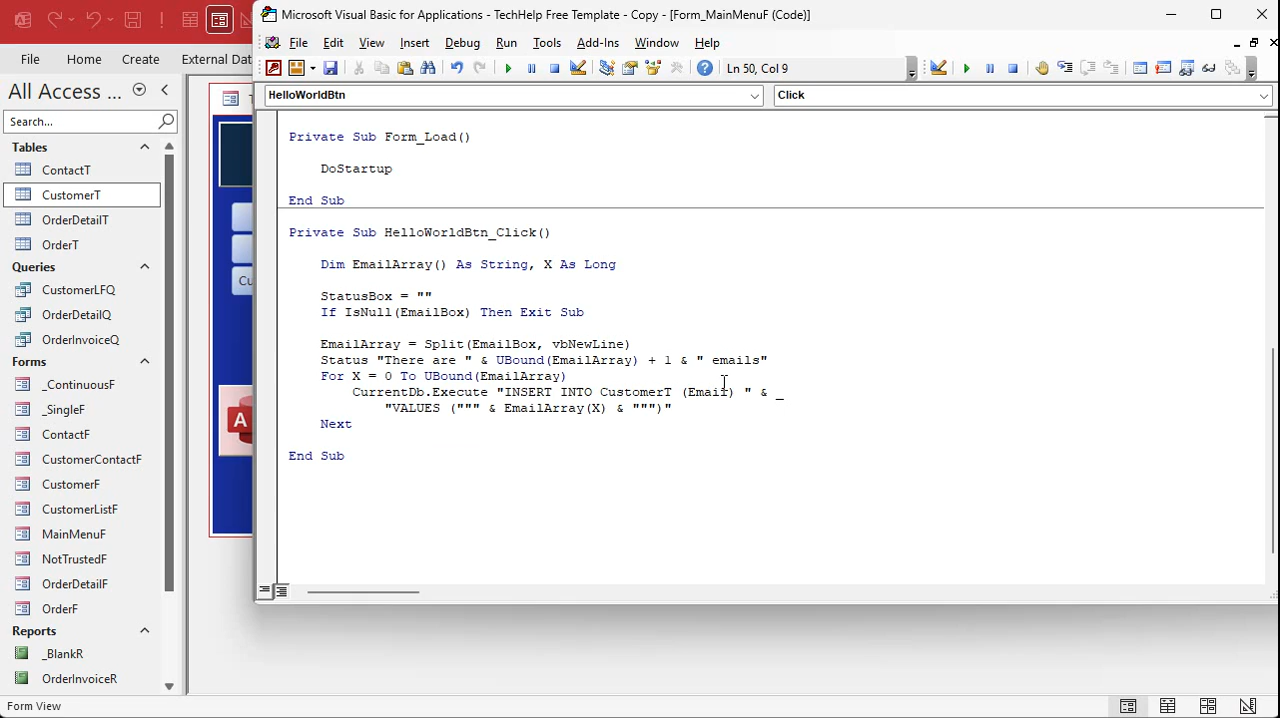 Microsoft Visual Basic for Applications - TechHelp Free Template - Copy - [Form_MainMenuF (Code)]
File Edit View Insert Debug Run Tools Add-Ins Window Help
File Home Create External Dat
Ln 50, Col 9
All Access ...
HelloWorldBtn Click
Search...
Tables
ContactT
CustomerT
OrderDetailT
OrderT
Queries
CustomerLFQ
OrderDetailQ
OrderInvoiceQ
Forms
_ContinuousF
_SingleF
ContactF
CustomerContactF
CustomerF
CustomerListF
MainMenuF
NotTrustedF
OrderDetailF
OrderF
Reports
_BlankR
OrderInvoiceR
Form View
T
Cu
A
Private Sub Form_Load()
DoStartup
End Sub
Private Sub HelloWorldBtn_Click()
Dim EmailArray() As String, X As Long
StatusBox = ""
If IsNull(EmailBox) Then Exit Sub
EmailArray = Split(EmailBox, vbNewLine)
Status "There are " & UBound(EmailArray) + 1 & " emails"
For X = 0 To UBound(EmailArray)
CurrentDb.Execute "INSERT INTO CustomerT (Email) " & _
"VALUES (""" & EmailArray(X) & """)"
Next
End Sub